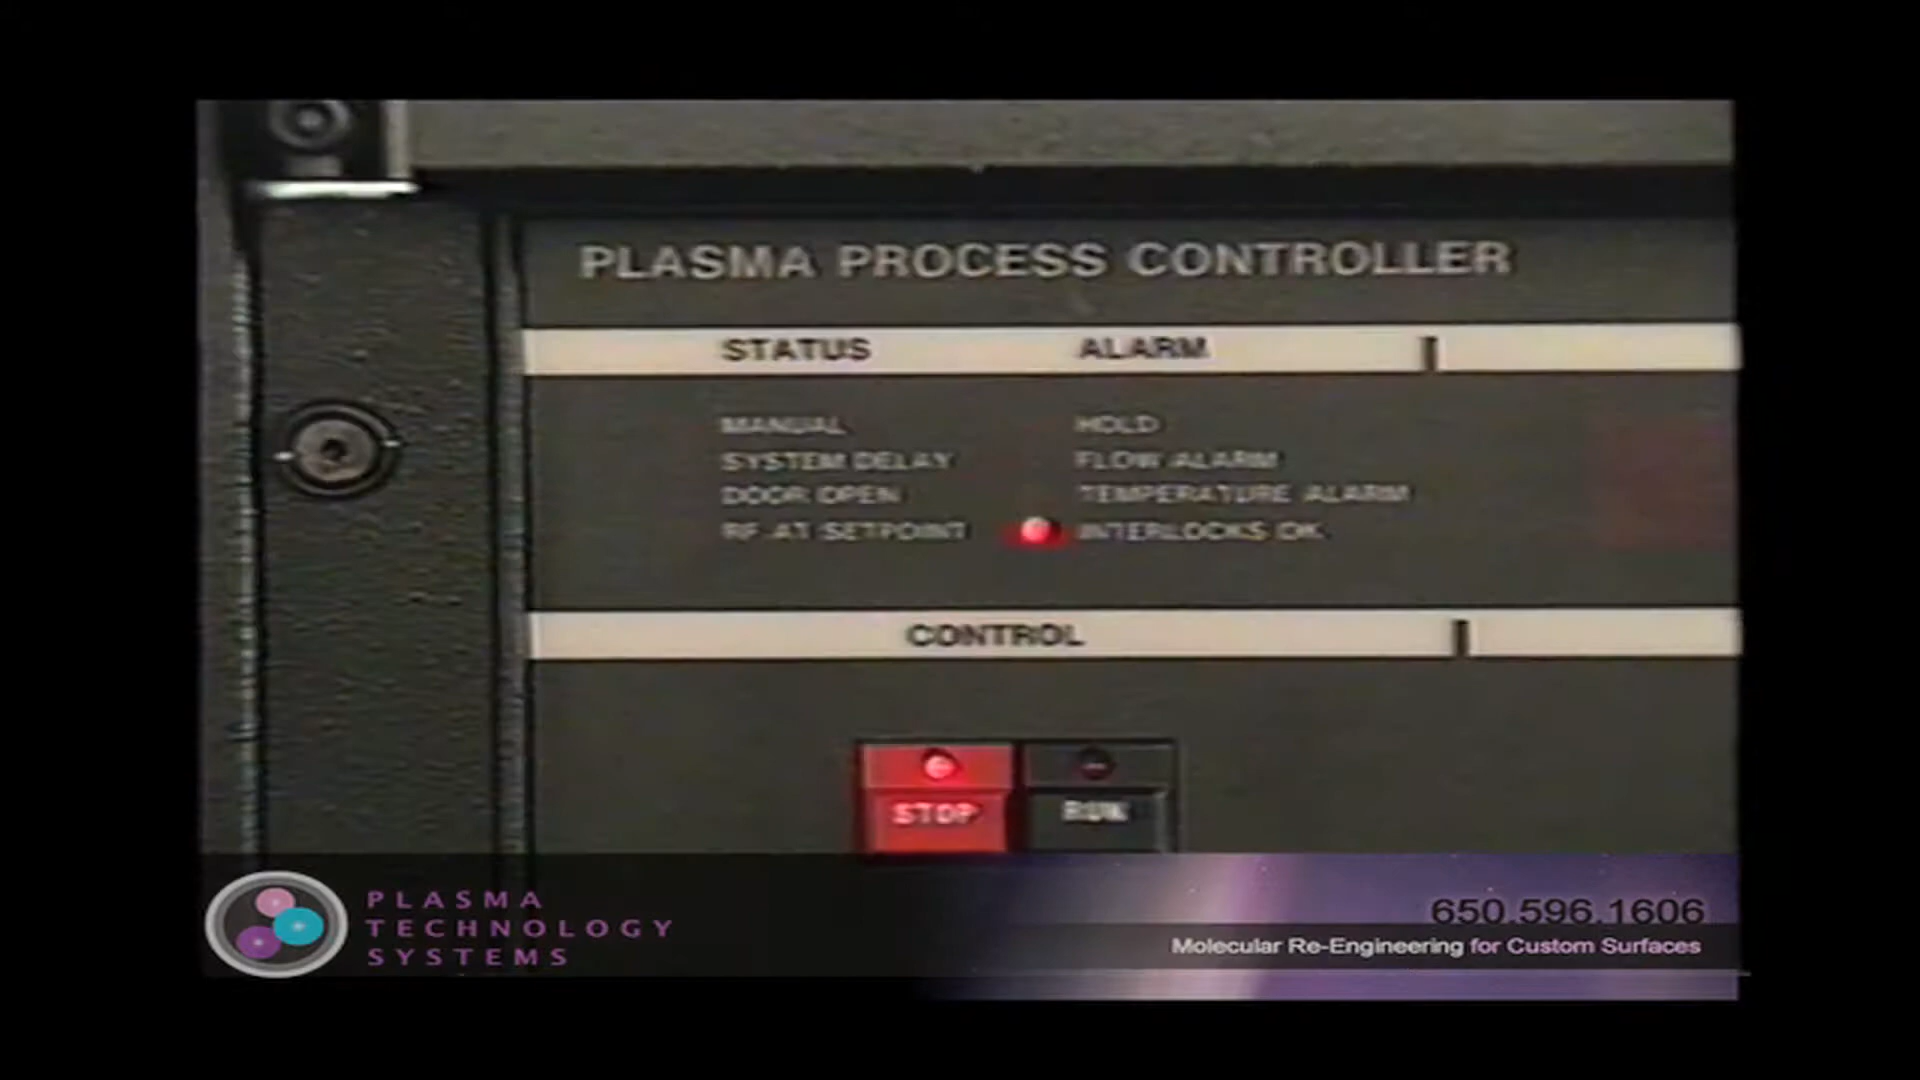 PLASMA PROCESS CONTROLLER
STATUS ALARM
MANUAL HOLD
SYSTEM DELAY FLOW ALARM
DOOR OPEN TEMPERATURE ALARM
RF AT SETPOINT INTERLOCKS OK
CONTROL
STOP RUN
PLASMA
TECHNOLOGY
SYSTEMS
650.596.1606
Molecular Re-Engineering for Custom Surfaces